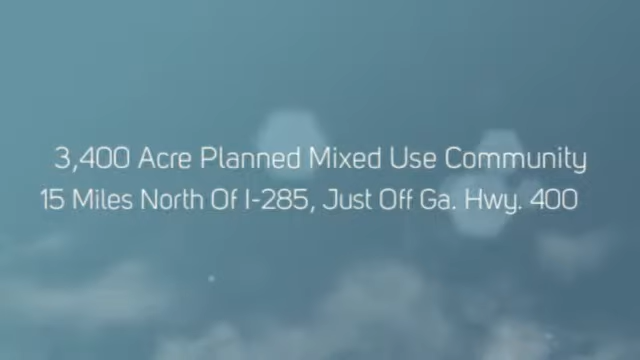 3,400 Acre Planned Mixed Use Community
15 Miles North Of I-285, Just Off Ga. Hwy. 400